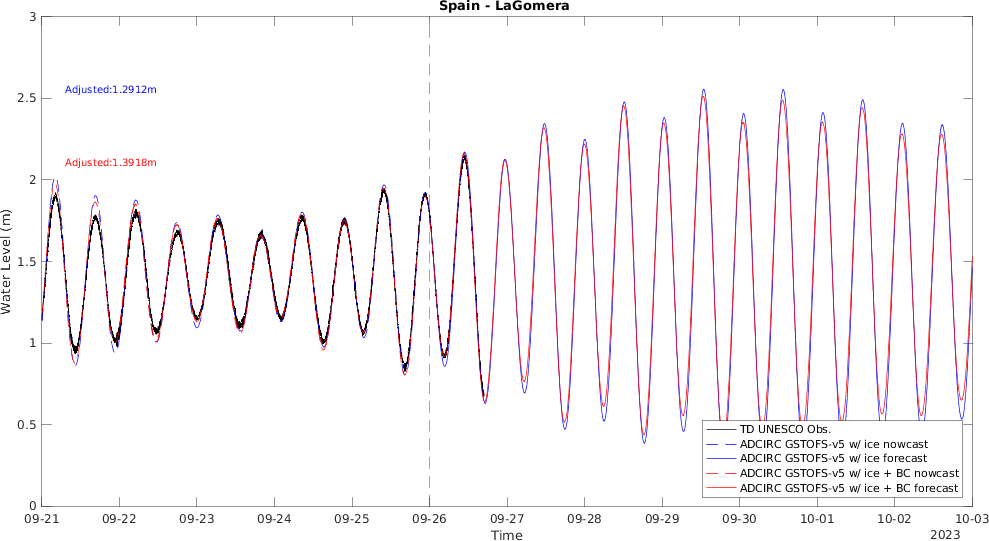 Spain - LaGomera
3
2.5
2
1.5
1
0.5
0
Water Level (m)
Adjusted:1.2912m
Adjusted:1.3918m
TD UNESCO Obs.
ADCIRC GSTOFS-v5 w/ ice nowcast
ADCIRC GSTOFS-v5 w/ ice forecast
ADCIRC GSTOFS-v5 w/ ice + BC nowcast
ADCIRC GSTOFS-v5 w/ ice + BC forecast
09-21 09-22 09-23 09-24 09-25 09-26 09-27 09-28 09-29 09-30 10-01 10-02 10-03
Time
2023